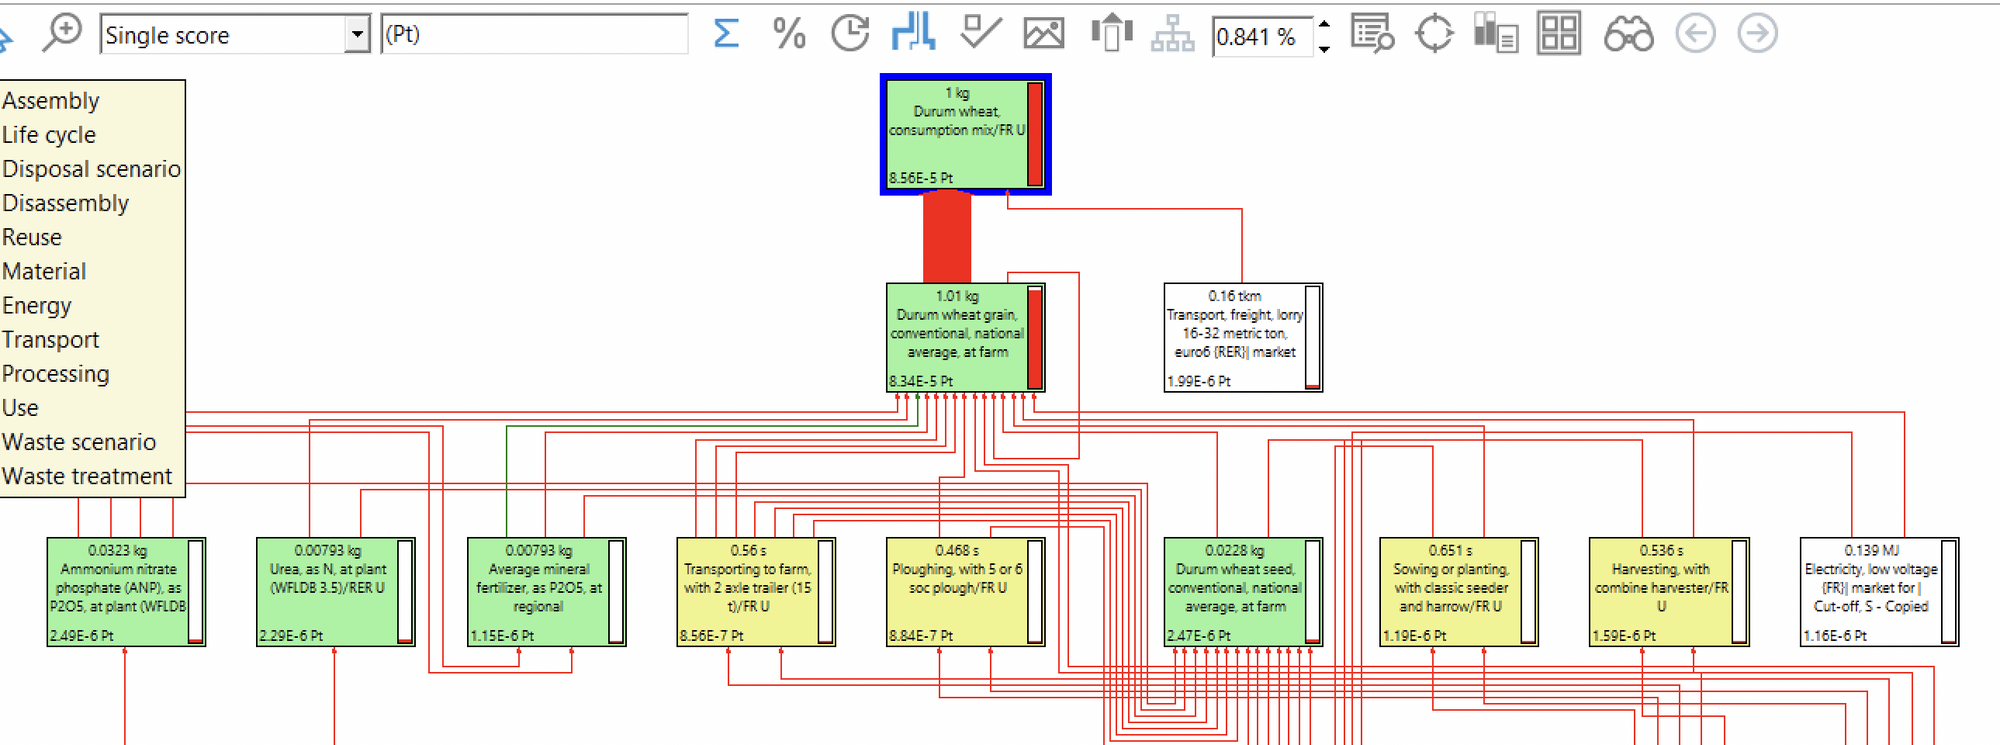 Single score
(Pt)
Σ
%
0.841 %
Assembly
Life cycle
Disposal scenario
Disassembly
Reuse
Material
Energy
Transport
Processing
Use
Waste scenario
Waste treatment
1 kg
Durum wheat,
consumption mix/FR U
8.56E-5 Pt
1.01 kg
Durum wheat grain,
conventional, national
average, at farm
8.34E-5 Pt
0.16 tkm
Transport, freight, lorry
16-32 metric ton,
euro6 {RER}| market
1.99E-6 Pt
0.0323 kg
Ammonium nitrate
phosphate (ANP), as
P2O5, at plant (WFLDB
2.49E-6 Pt
0.00793 kg
Urea, as N, at plant
(WFLDB 3.5)/RER U
2.29E-6 Pt
0.00793 kg
Average mineral
fertilizer, as P2O5, at
regional
1.15E-6 Pt
0.56 s
Transporting to farm,
with 2 axle trailer (15
t)/FR U
8.56E-7 Pt
0.468 s
Ploughing, with 5 or 6
soc plough/FR U
8.84E-7 Pt
0.0228 kg
Durum wheat seed,
conventional, national
average, at farm
2.47E-6 Pt
0.651 s
Sowing or planting,
with classic seeder
and harrow/FR U
1.19E-6 Pt
0.536 s
Harvesting, with
combine harvester/FR
U
1.59E-6 Pt
0.139 MJ
Electricity, low voltage
{FR}| market for |
Cut-off, S - Copied
1.16E-6 Pt